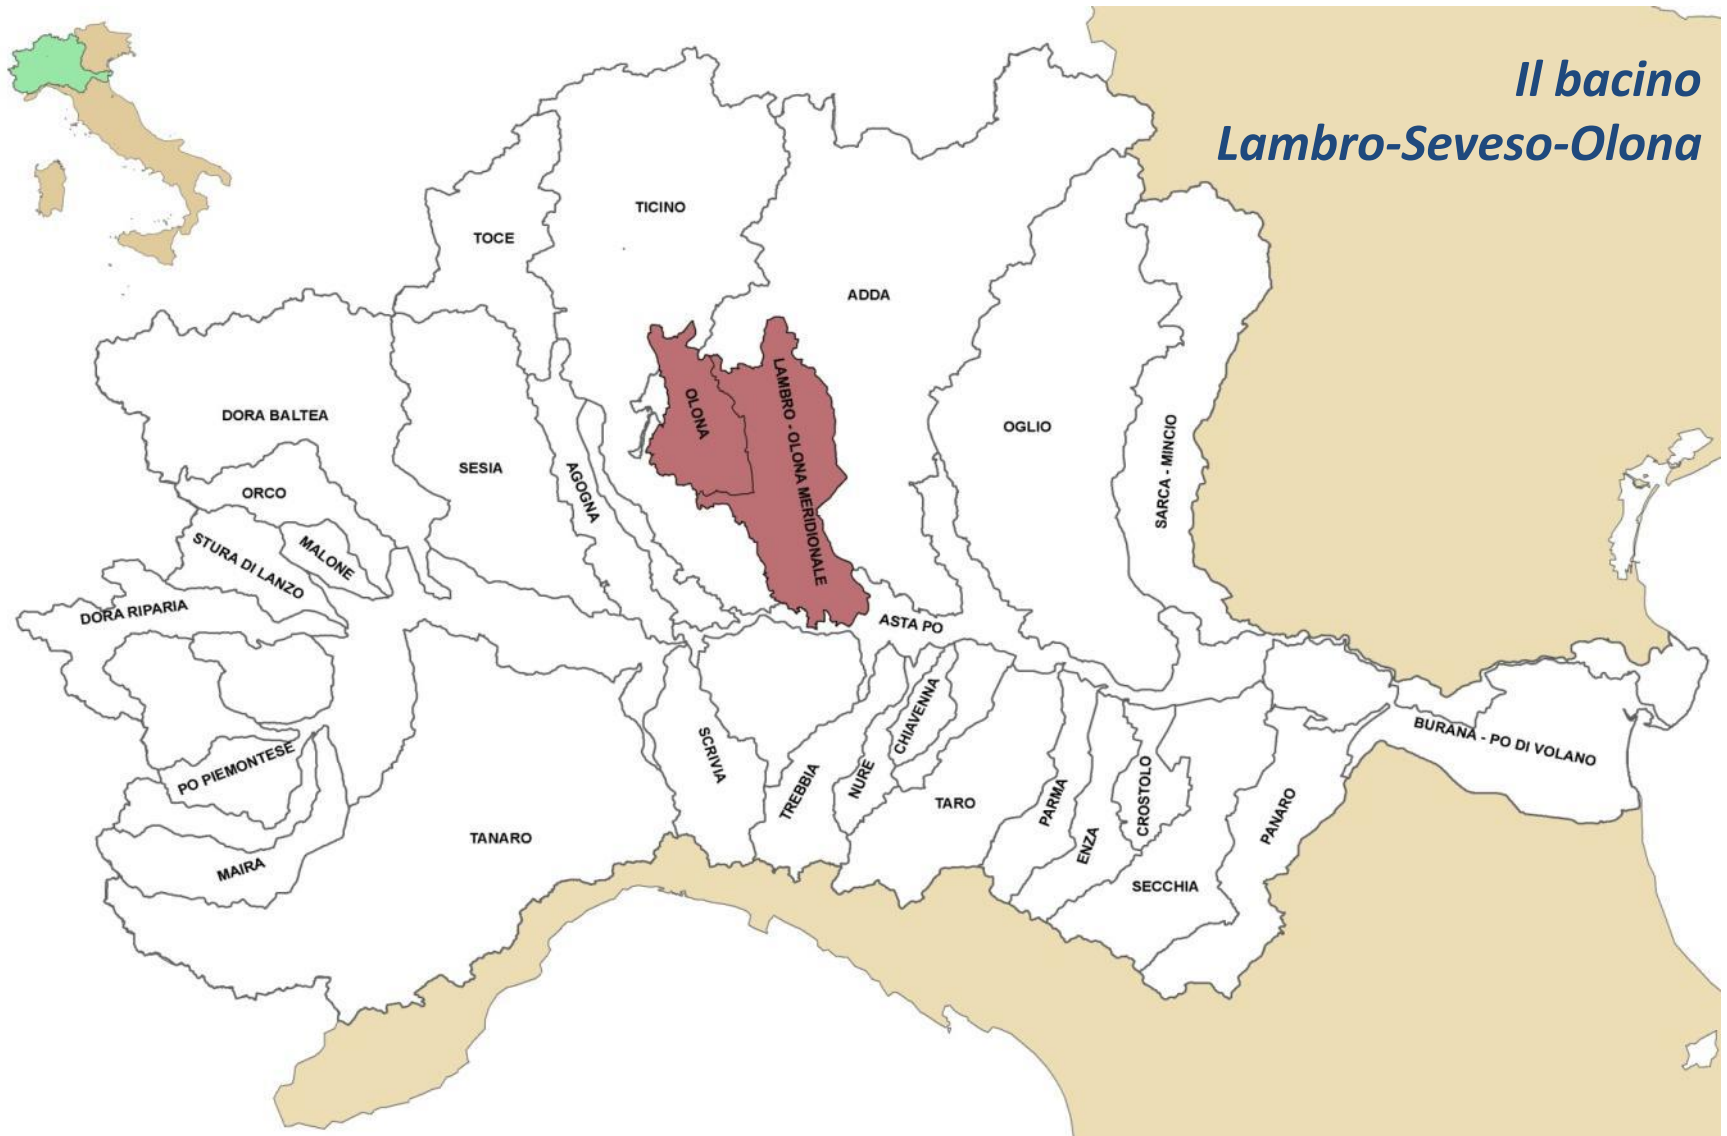 Il bacino
Lambro-Seveso-Olona
TICINO
TOCE
ADDA
DORA BALTEA
OLONA
LAMBRO - OLONA MERIDIONALE
OGLIO
SARCA - MINCIO
SESIA
AGOGNA
ORCO
MALONE
STURA DI LANZO
DORA RIPARIA
ASTA PO
CHIAVENNA
SCRIVIA
PO PIEMONTESE
TREBBIA
NURE
TARO
PARMA
ENZA
CROSTOLO
PANARO
BURANA - PO DI VOLANO
TANARO
MAIRA
SECCHIA